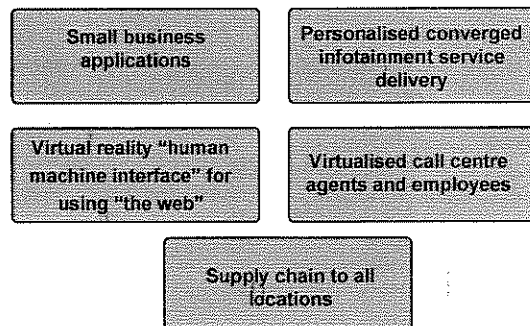 Small business
applications
Personalised converged
infotainment service
delivery
Virtual reality “human
machine interface” for
using “the web”
Virtualised call centre
agents and employees
Supply chain to all
locations